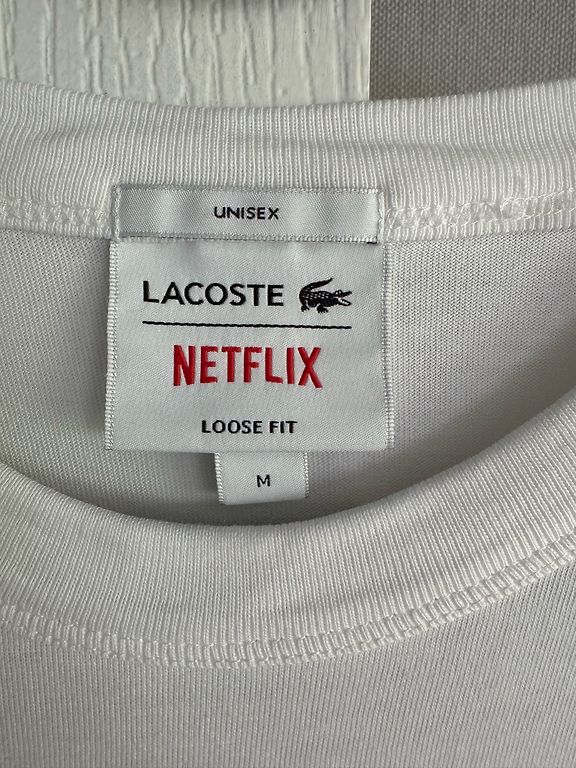 UNISEX
LACOSTE
NETFLIX
LOOSE FIT
M